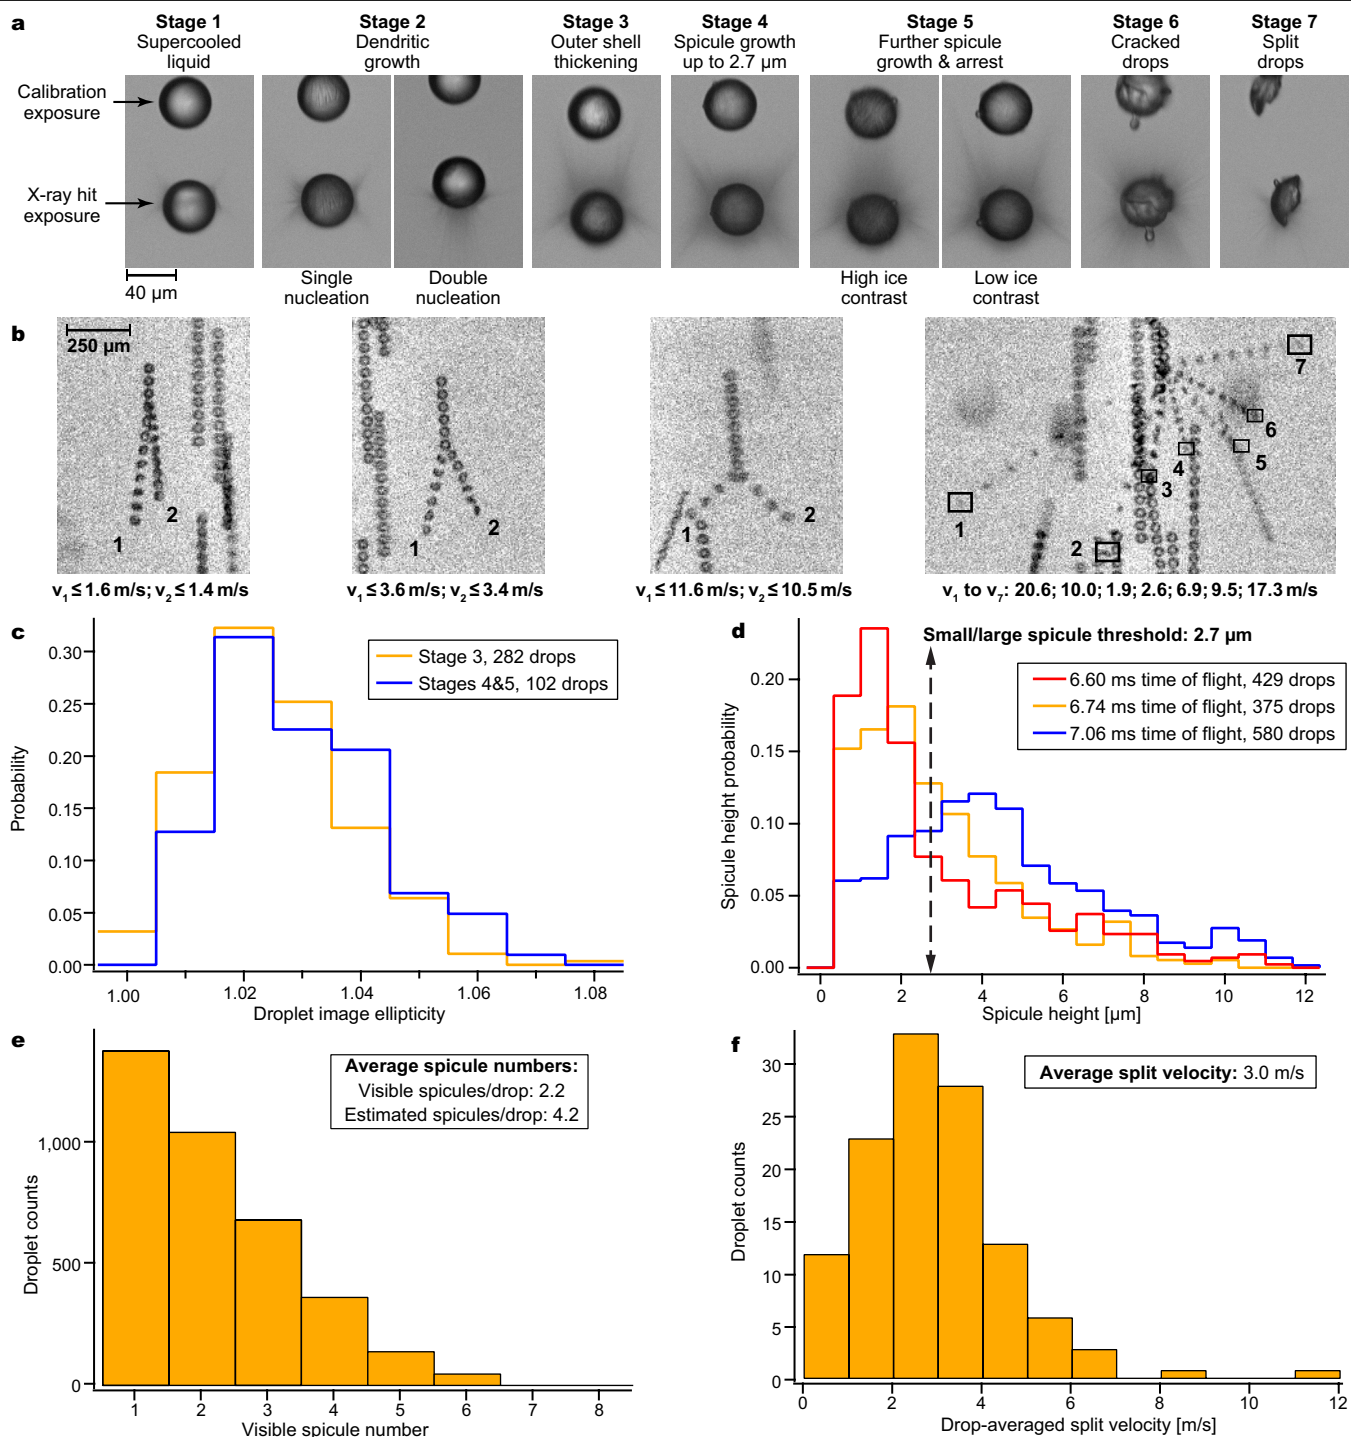 a
Stage 1
Supercooled
liquid
Stage 2
Dendritic
growth
Stage 3
Outer shell
thickening
Stage 4
Spicule growth
up to 2.7 µm
Stage 5
Further spicule
growth & arrest
Stage 6
Cracked
drops
Stage 7
Split
drops
Calibration
exposure
X-ray hit
exposure
40 µm
Single
nucleation
Double
nucleation
High ice
contrast
Low ice
contrast
b
250 µm
1
2
v1 ≤ 1.6 m/s; v2 ≤ 1.4 m/s
1
2
v1 ≤ 3.6 m/s; v2 ≤ 3.4 m/s
1
2
v1 ≤ 11.6 m/s; v2 ≤ 10.5 m/s
1
2
3
4
5
6
7
v1 to v7: 20.6; 10.0; 1.9; 2.6; 6.9; 9.5; 17.3 m/s
c
Probability
0.30
0.25
0.20
0.15
0.10
0.05
0.00
Stage 3, 282 drops
Stages 4&5, 102 drops
1.00 1.02 1.04 1.06 1.08
Droplet image ellipticity
d
Small/large spicule threshold: 2.7 µm
6.60 ms time of flight, 429 drops
6.74 ms time of flight, 375 drops
7.06 ms time of flight, 580 drops
Spicule height probability
0.20
0.15
0.10
0.05
0.00
0 2 4 6 8 10 12
Spicule height [µm]
e
Average spicule numbers:
Visible spicules/drop: 2.2
Estimated spicules/drop: 4.2
Droplet counts
1,000
500
0
1 2 3 4 5 6 7 8
Visible spicule number
f
Average split velocity: 3.0 m/s
Droplet counts
30
25
20
15
10
5
0
0 2 4 6 8 10 12
Drop-averaged split velocity [m/s]